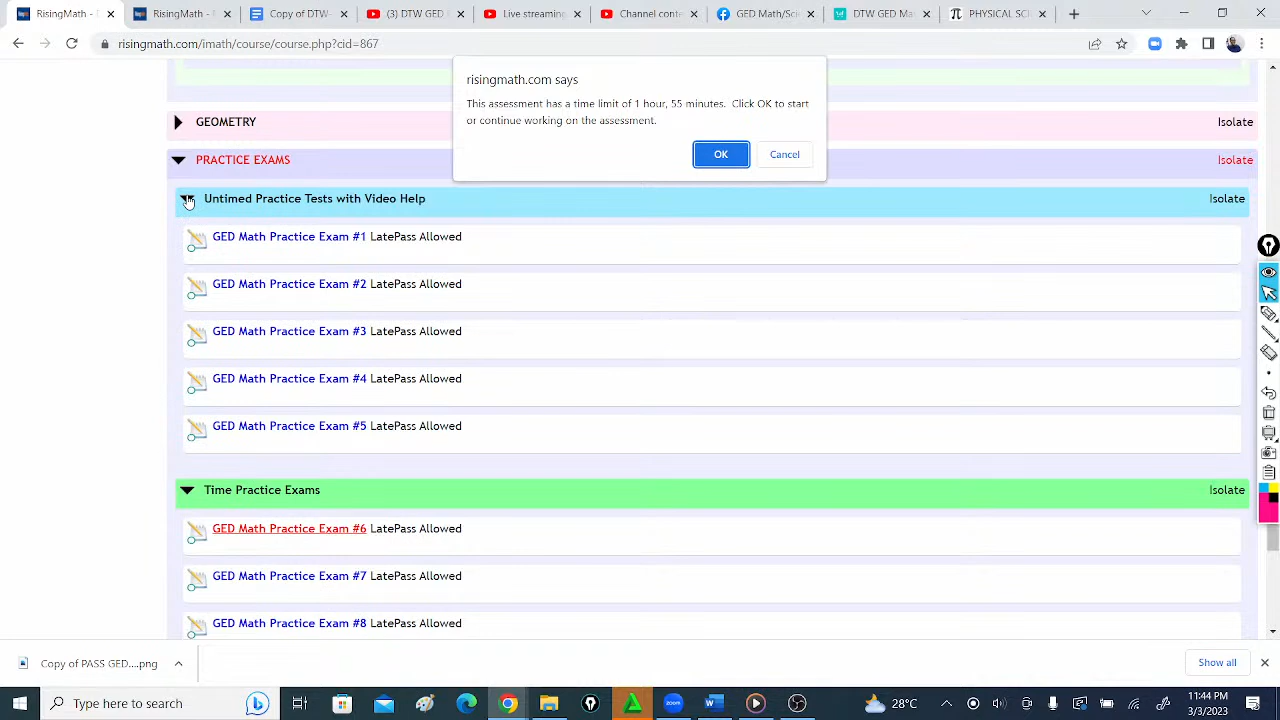 RisingMath -
RisingMath -
Copy of DTW-
(3) PASS GED
Live streaming
Channel conte
GED Math/Sci
DTW G
PHP
risingmath.com/imath/course/course.php?cid=867
risingmath.com says
This assessment has a time limit of 1 hour, 55 minutes. Click OK to start
or continue working on the assessment.
OK
Cancel
GEOMETRY
Isolate
PRACTICE EXAMS
Isolate
Untimed Practice Tests with Video Help
Isolate
GED Math Practice Exam #1 LatePass Allowed
GED Math Practice Exam #2 LatePass Allowed
GED Math Practice Exam #3 LatePass Allowed
GED Math Practice Exam #4 LatePass Allowed
GED Math Practice Exam #5 LatePass Allowed
Time Practice Exams
Isolate
GED Math Practice Exam #6 LatePass Allowed
GED Math Practice Exam #7 LatePass Allowed
GED Math Practice Exam #8 LatePass Allowed
Copy of PASS GED....png
Show all
Type here to search
28°C
11:44 PM
3/3/2023